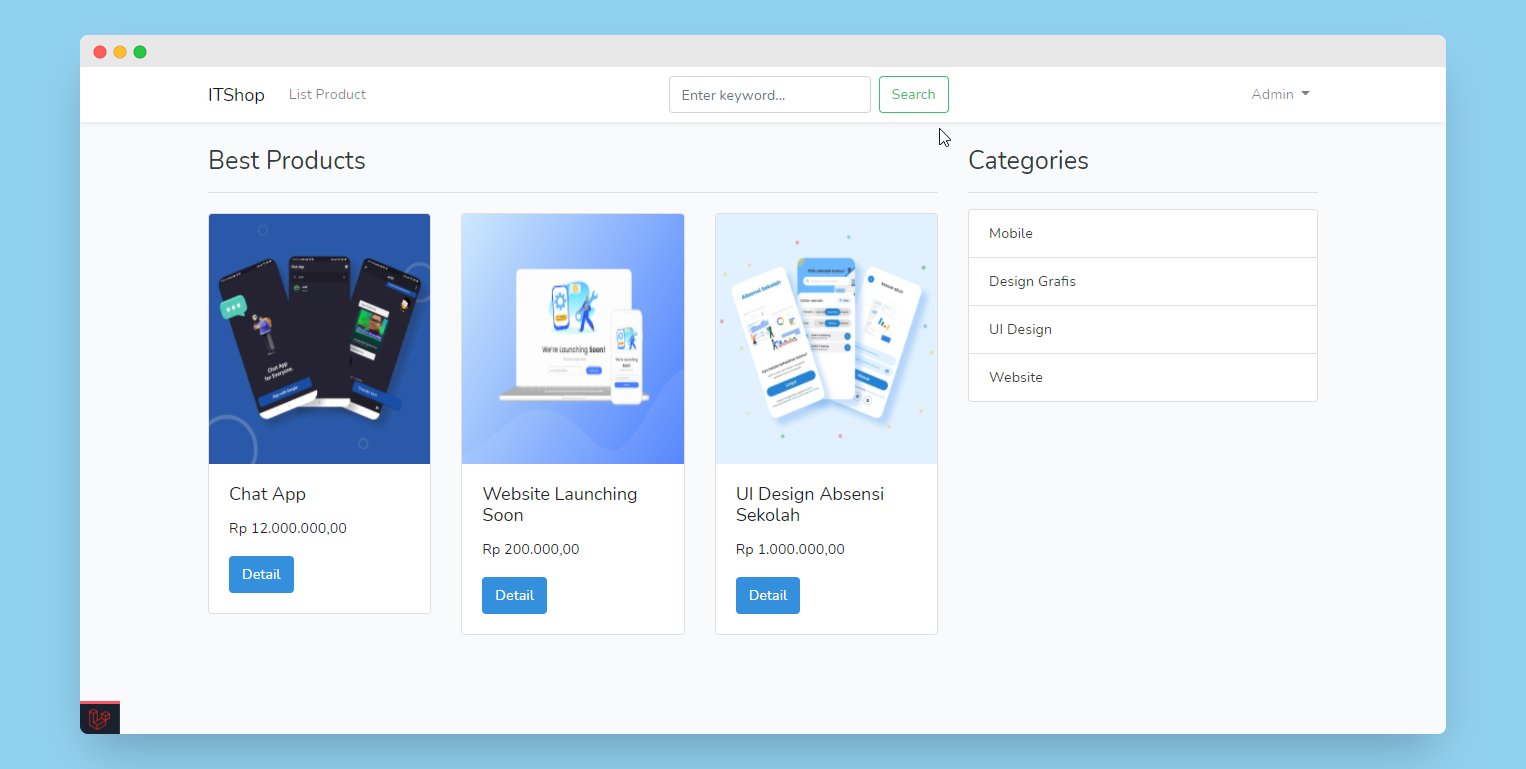 ITShop
List Product
Enter keyword...
Search
Admin
Best Products
Categories
Chat App
Chat App
for Everyone
We're Launching Soon!
Absensi Sekolah
Mobile
Design Grafis
UI Design
Website
Chat App
Rp 12.000.000,00
Detail
Website Launching
Soon
Rp 200.000,00
Detail
UI Design Absensi
Sekolah
Rp 1.000.000,00
Detail